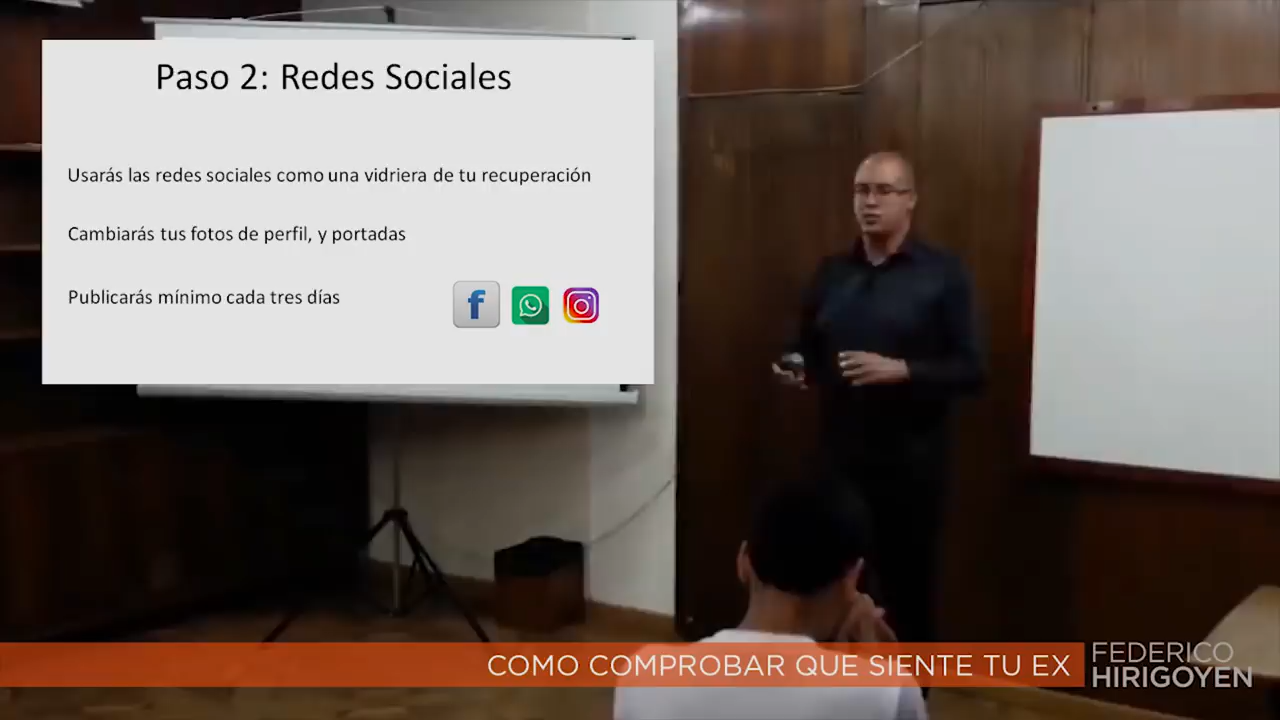 Paso 2: Redes Sociales
Usarás las redes sociales como una vidriera de tu recuperación
Cambiarás tus fotos de perfil, y portadas
Publicarás mínimo cada tres días
COMO COMPROBAR QUE SIENTE TU EX
FEDERICO
HIRIGOYEN